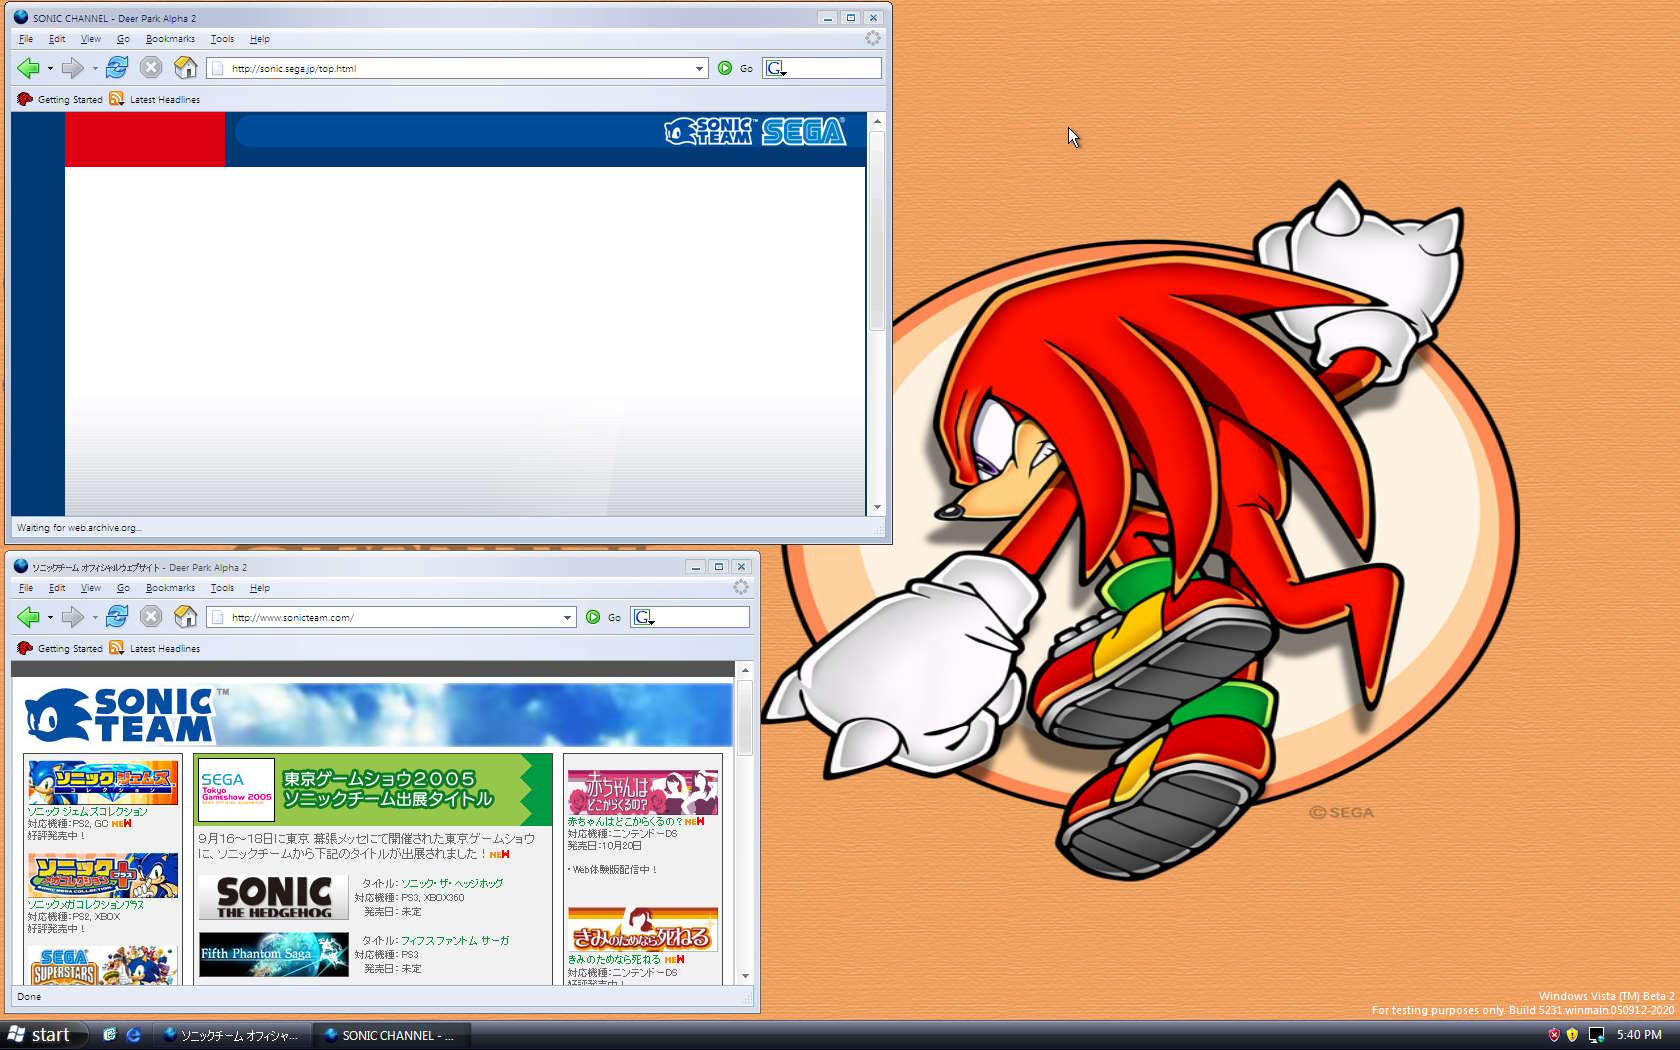 SONIC CHANNEL - Deer Park Alpha 2
File Edit View Go Bookmarks Tools Help
http://sonic.sega.jp/top.html Go G
Getting Started Latest Headlines
SONIC TEAM™ SEGA®
Waiting for web.archive.org...
ソニックチーム オフィシャルウェブサイト - Deer Park Alpha 2
File Edit View Go Bookmarks Tools Help
http://www.sonicteam.com/ Go G
Getting Started Latest Headlines
SONIC TEAM™
ソニック ジェムズ
コレクション
ソニック ジェムズコレクション
対応機種:PS2, GC NEW
好評発売中!
ソニック
メガコレクション
プラス
ソニックメガコレクションプラス
対応機種:PS2, XBOX
好評発売中!
SEGA
SUPERSTARS
SEGA
Tokyo
Gameshow 2005
東京ゲームショウ2005
ソニックチーム出展タイトル
9月16～18日に東京 幕張メッセにて開催された東京ゲームショウ
に、ソニックチームから下記のタイトルが出展されました!NEW
SONIC
THE HEDGEHOG
タイトル:ソニック・ザ・ヘッジホッグ
対応機種:PS3, XBOX360
発売日:未定
Fifth Phantom Saga
タイトル:フィフスファントム サーガ
対応機種:PS3
発売日:未定
赤ちゃんは
どこからくるの?
赤ちゃんはどこからくるの?NEW
対応機種:ニンテンドーDS
発売日:10月20日
・Web体験版配信中!
きみのためなら死ねる
きみのためなら死ねる NEW
対応機種:ニンテンドーDS
好評発売中!
Done
©SEGA
Windows Vista (TM) Beta 2
For testing purposes only. Build 5231.winmain.050912-2020
start ソニックチーム オフィシャ... SONIC CHANNEL - ... 5:40 PM